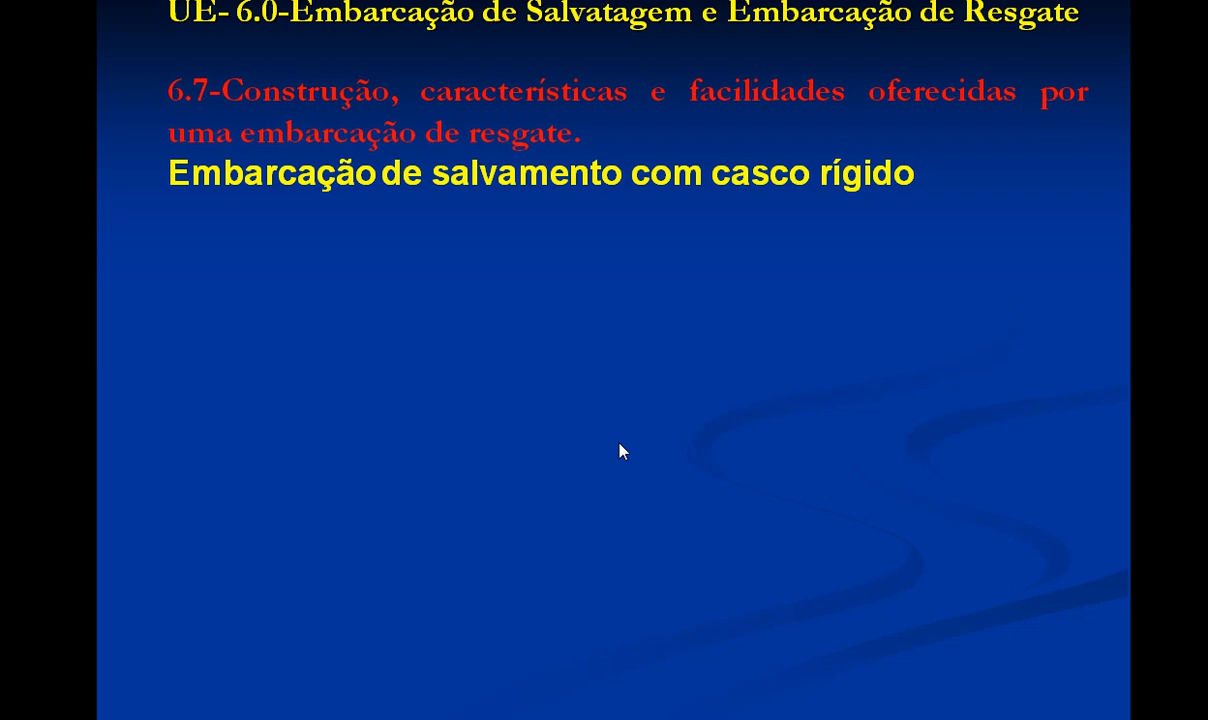 UE- 6.0-Embarcação de Salvatagem e Embarcação de Resgate
6.7-Construção, características e facilidades oferecidas por
uma embarcação de resgate.
Embarcação de salvamento com casco rígido